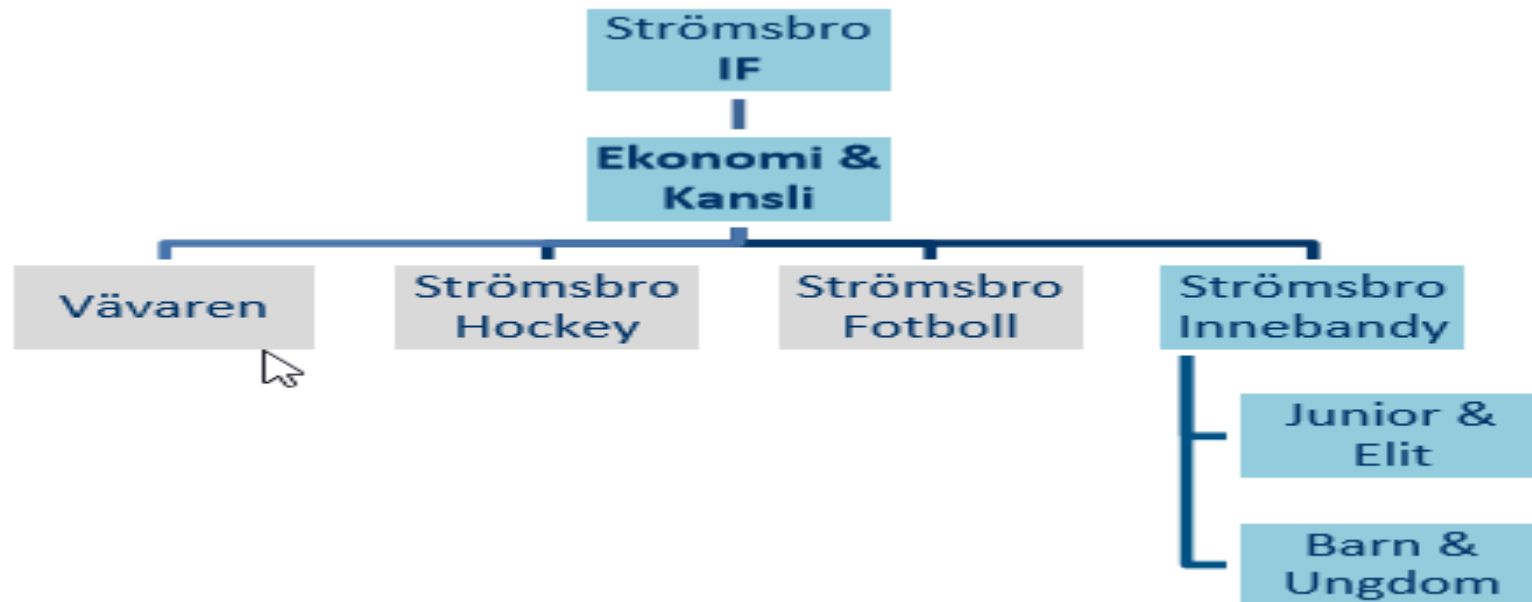 Strömsbro
IF
Ekonomi &
Kansli
Vävaren
Strömsbro
Hockey
Strömsbro
Fotboll
Strömsbro
Innebandy
Junior &
Elit
Barn &
Ungdom